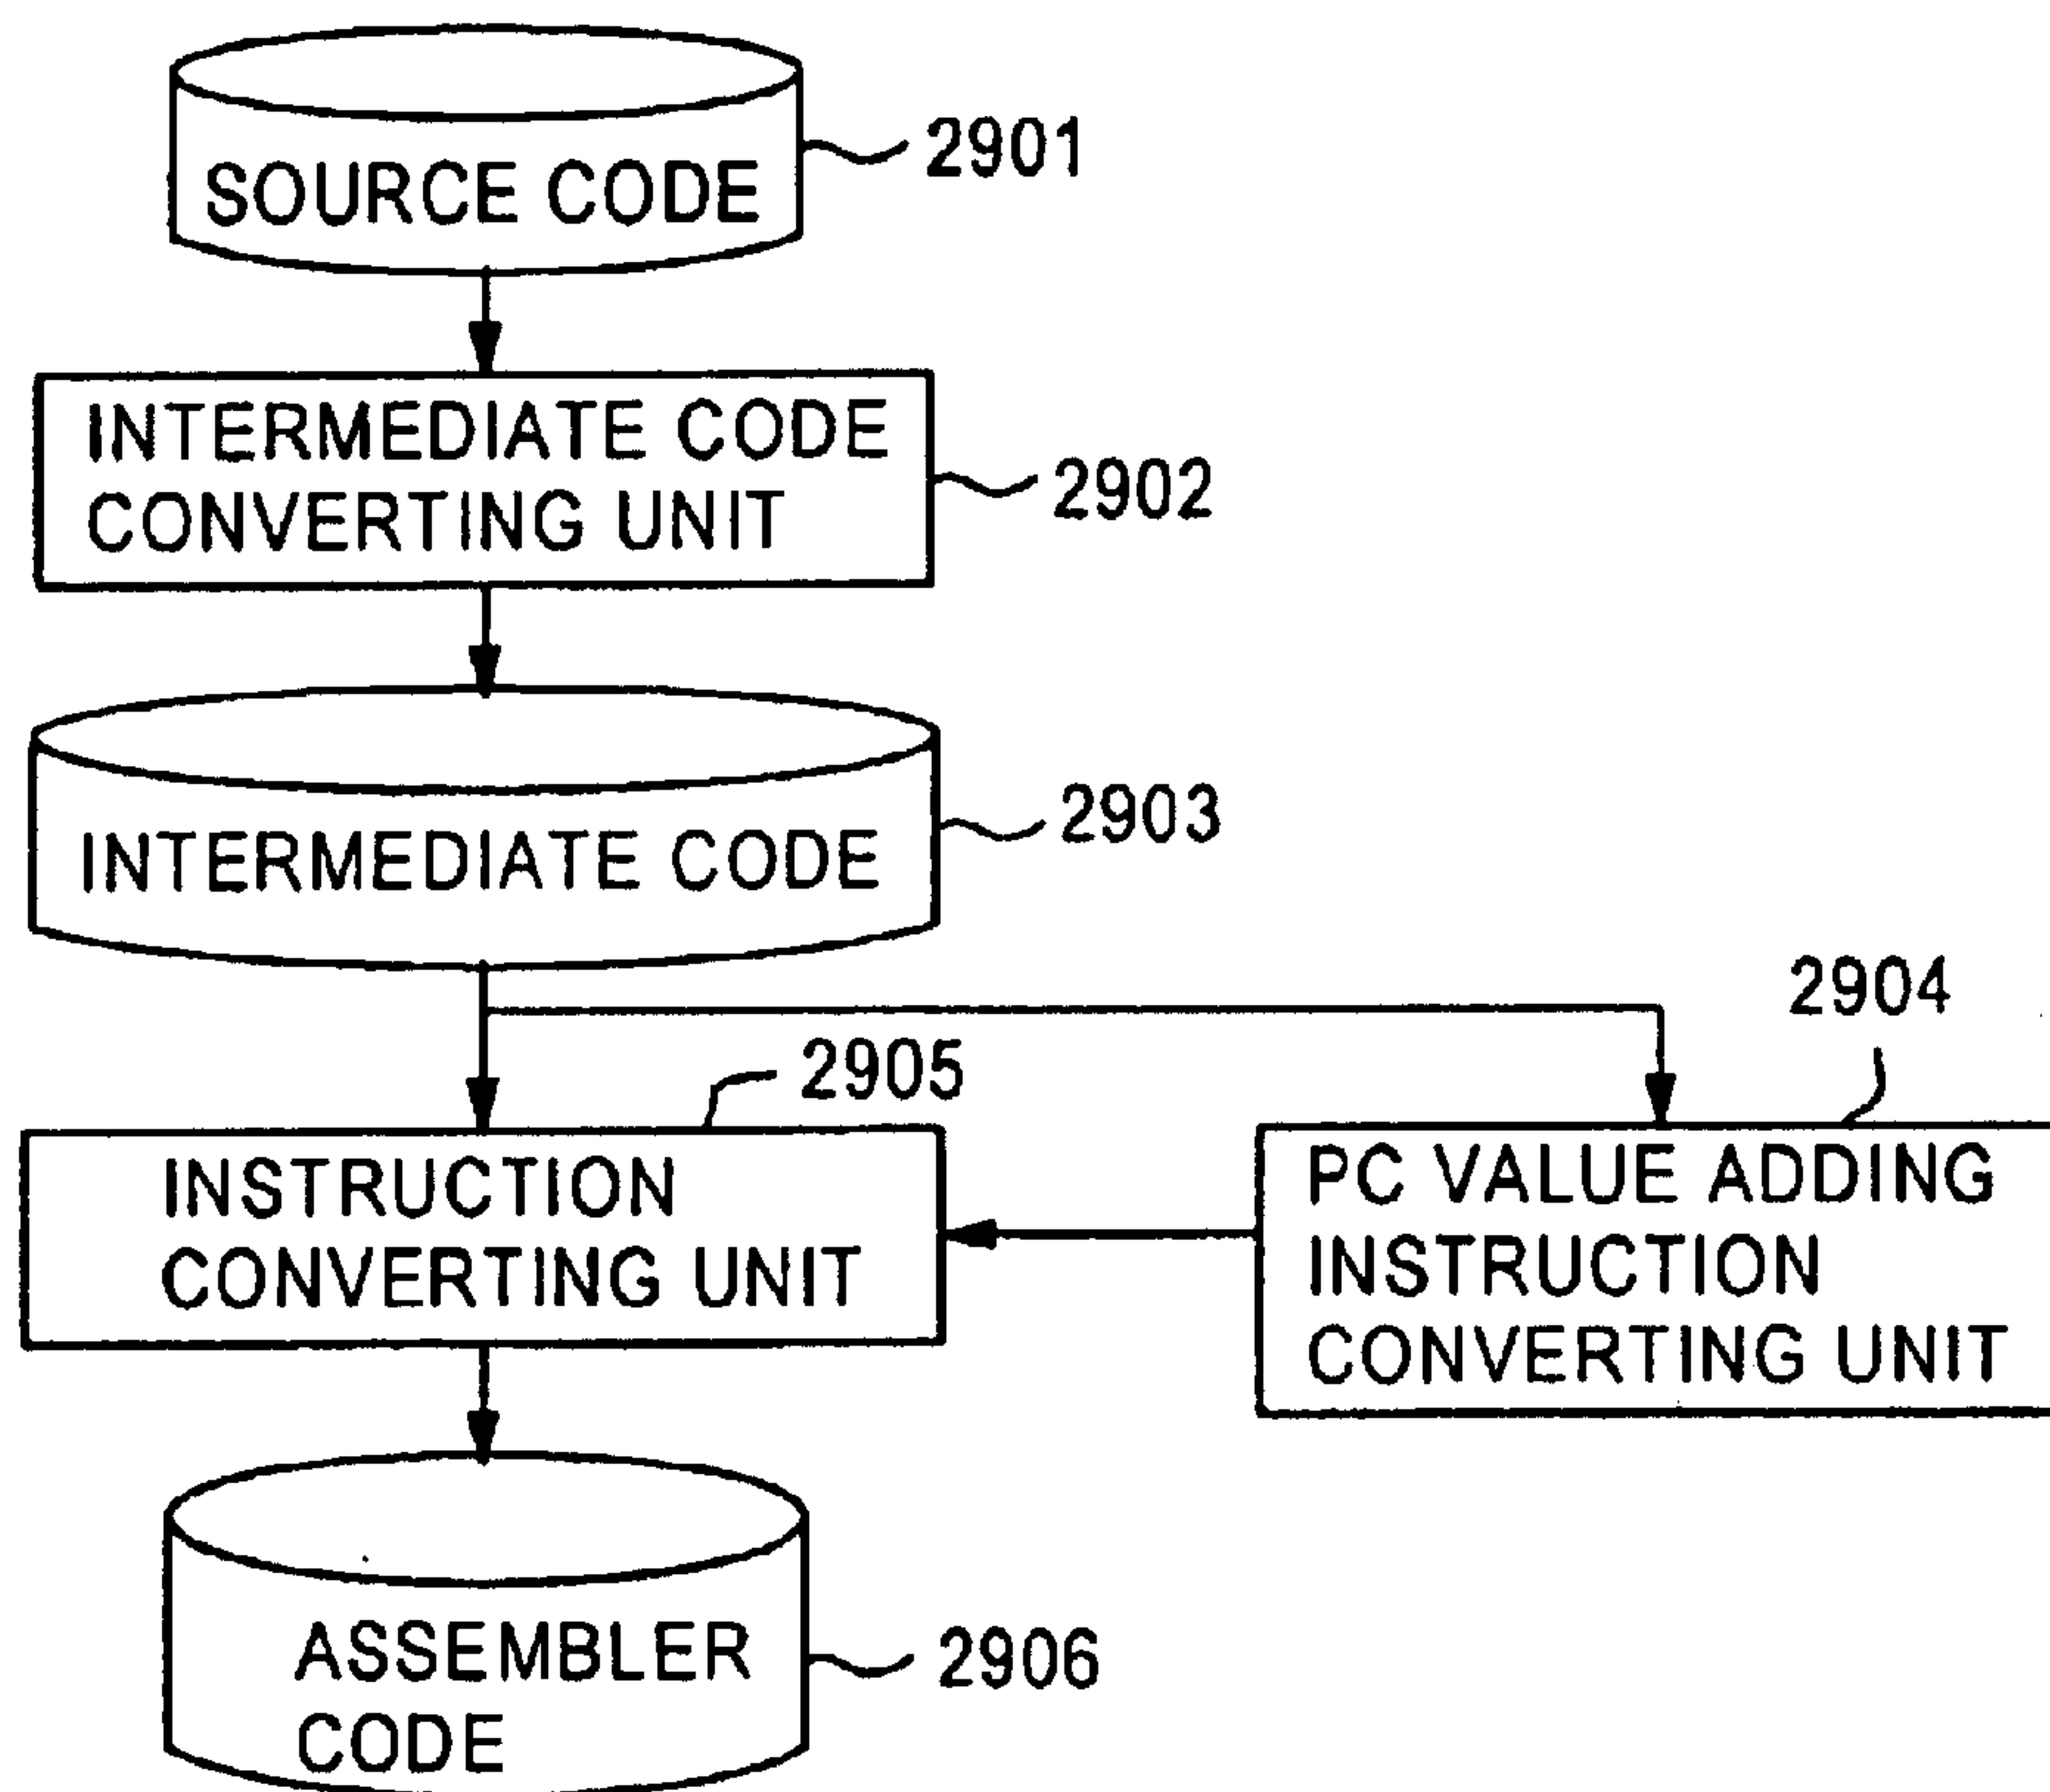 SOURCE CODE
2901
INTERMEDIATE CODE
CONVERTING UNIT
2902
INTERMEDIATE CODE
2903
2904
2905
INSTRUCTION
CONVERTING UNIT
PC VALUE ADDING
INSTRUCTION
CONVERTING UNIT
ASSEMBLER
CODE
2906